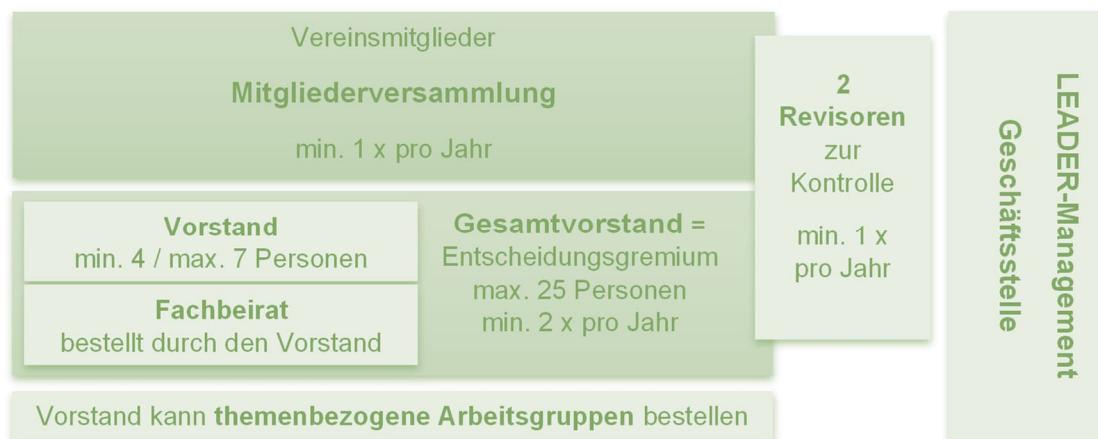 Vereinsmitglieder
Mitgliederversammlung
min. 1 x pro Jahr
Vorstand
min. 4 / max. 7 Personen
Fachbeirat
bestellt durch den Vorstand
Gesamtvorstand =
Entscheidungsgremium
max. 25 Personen
min. 2 x pro Jahr
Vorstand kann themenbezogene Arbeitsgruppen bestellen
2
Revisoren
zur
Kontrolle
min. 1 x
pro Jahr
LEADER-Management
Geschäftsstelle